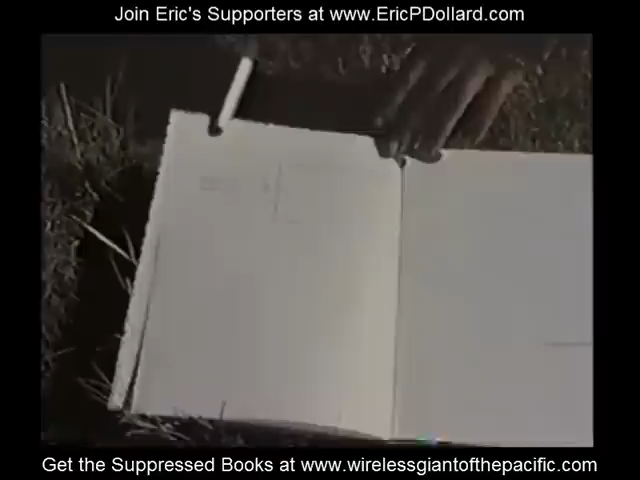 Join Eric's Supporters at www.EricPDollard.com
Get the Suppressed Books at www.wirelessgiantofthepacific.com